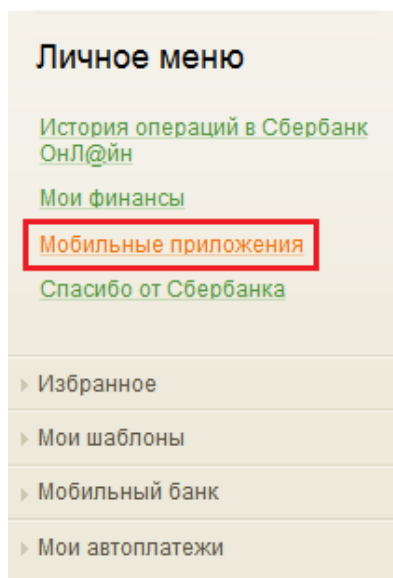 Личное меню
История операций в Сбербанк
ОнЛ@йн
Мои финансы
Мобильные приложения
Спасибо от Сбербанка
Избранное
Мои шаблоны
Мобильный банк
Мои автоплатежи